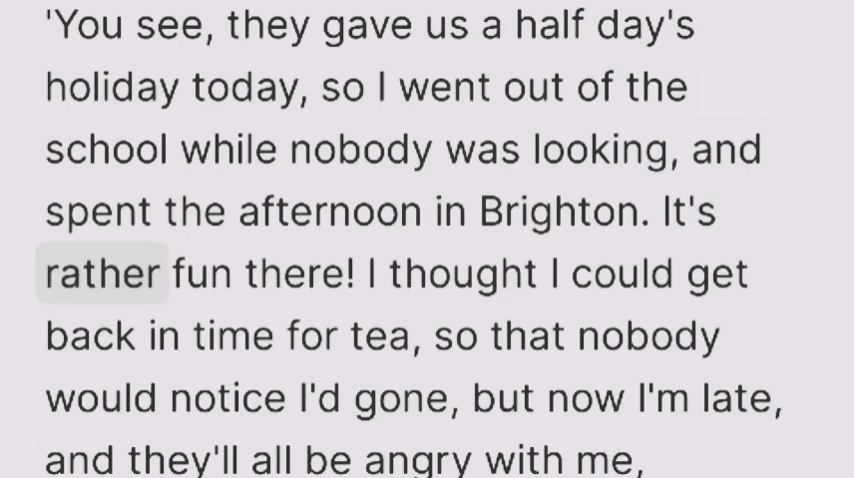 'You see, they gave us a half day's
holiday today, so I went out of the
school while nobody was looking, and
spent the afternoon in Brighton. It's
rather fun there! I thought I could get
back in time for tea, so that nobody
would notice I'd gone, but now I'm late,
and they'll all be angry with me,